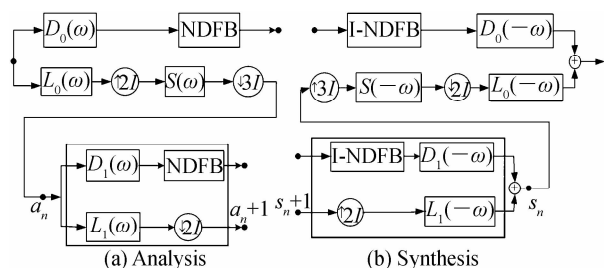 D₀(ω) NDFB
L₀(ω) ↑2I S(ω) ↓3I
D₁(ω) NDFB
aₙ aₙ+1
L₁(ω) ↓2I
(a) Analysis
I-NDFB D₀(−ω)
+
↑3I S(−ω) ↓2I L₀(−ω)
I-NDFB D₁(−ω)
sₙ+1 + sₙ
↑2I L₁(−ω)
(b) Synthesis